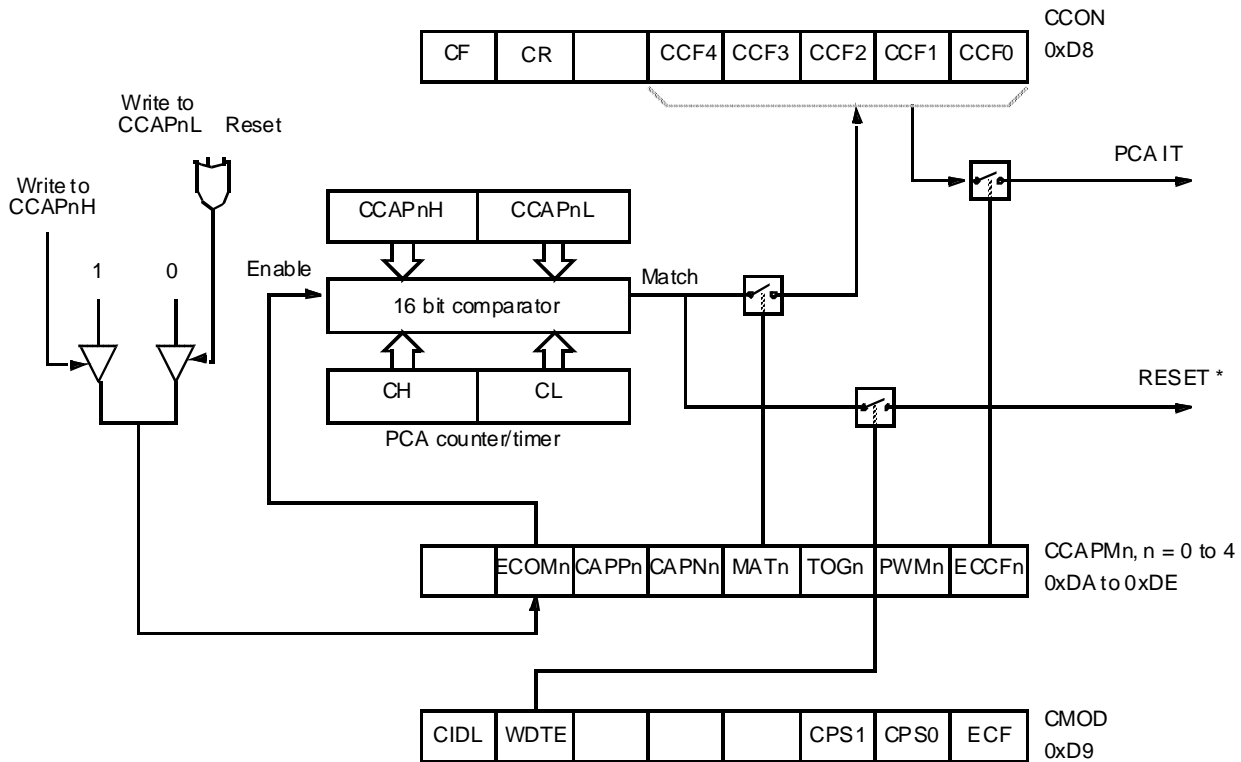 CCON
CF CR CCF4 CCF3 CCF2 CCF1 CCF0
0xD8
Write to
CCAPnL Reset
PCA IT
Write to
CCAPnH
CCAPnH CCAPnL
1 0
Enable
Match
16 bit comparator
RESET *
CH CL
PCA counter/timer
ECOMn CAPPn CAPNn MATn TOGn PWMn ECCFn
CCAPMn, n = 0 to 4
0xDA to 0xDE
CIDL WDTE CPS1 CPS0 ECF
CMOD
0xD9